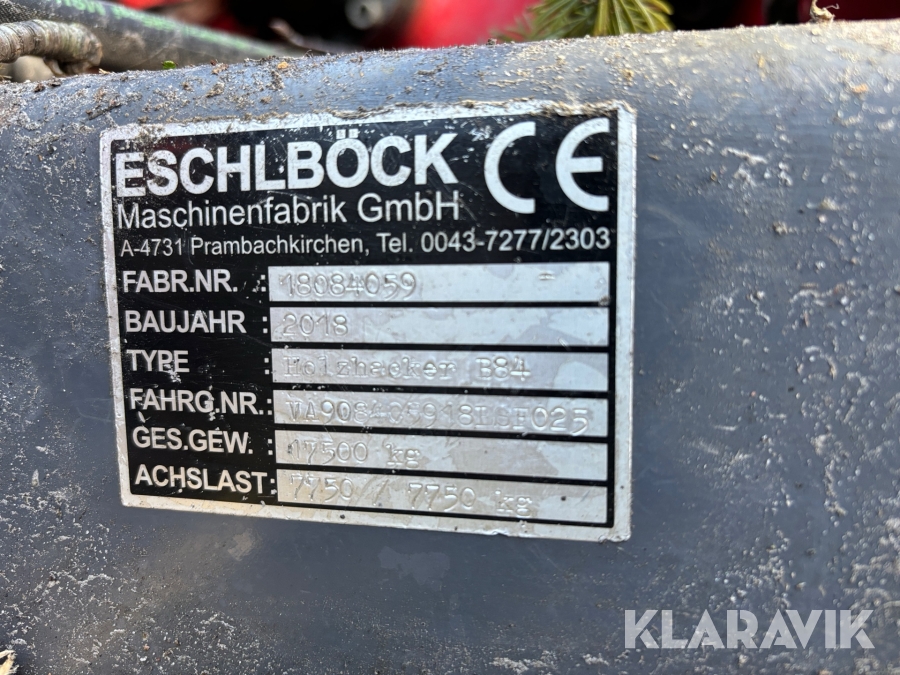 ESCHLBÖCK CE
Maschinenfabrik GmbH
A-4731 Prambachkirchen, Tel. 0043-7277/2303
FABR.NR. : 18084059 =
BAUJAHR : 2018
TYPE : Holzhacker B84
FAHRG.NR.:
GES.GEW. : 17500 kg
ACHSLAST: 7750 / 7750 kg
KLARAVIK